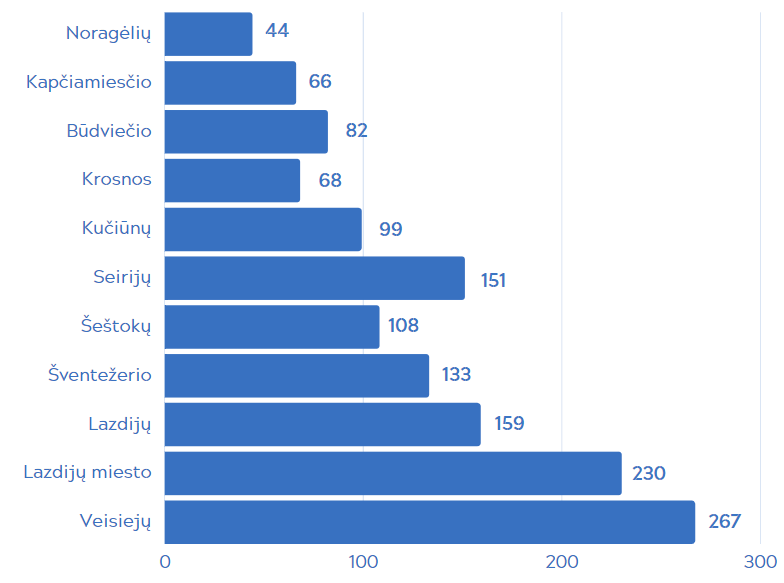 Noragėlių 44
Kapčiamiesčio 66
Būdviečio 82
Krosnos 68
Kučiūnų 99
Seirijų 151
Šeštokų 108
Šventežerio 133
Lazdijų 159
Lazdijų miesto 230
Veisiejų 267
0 100 200 300